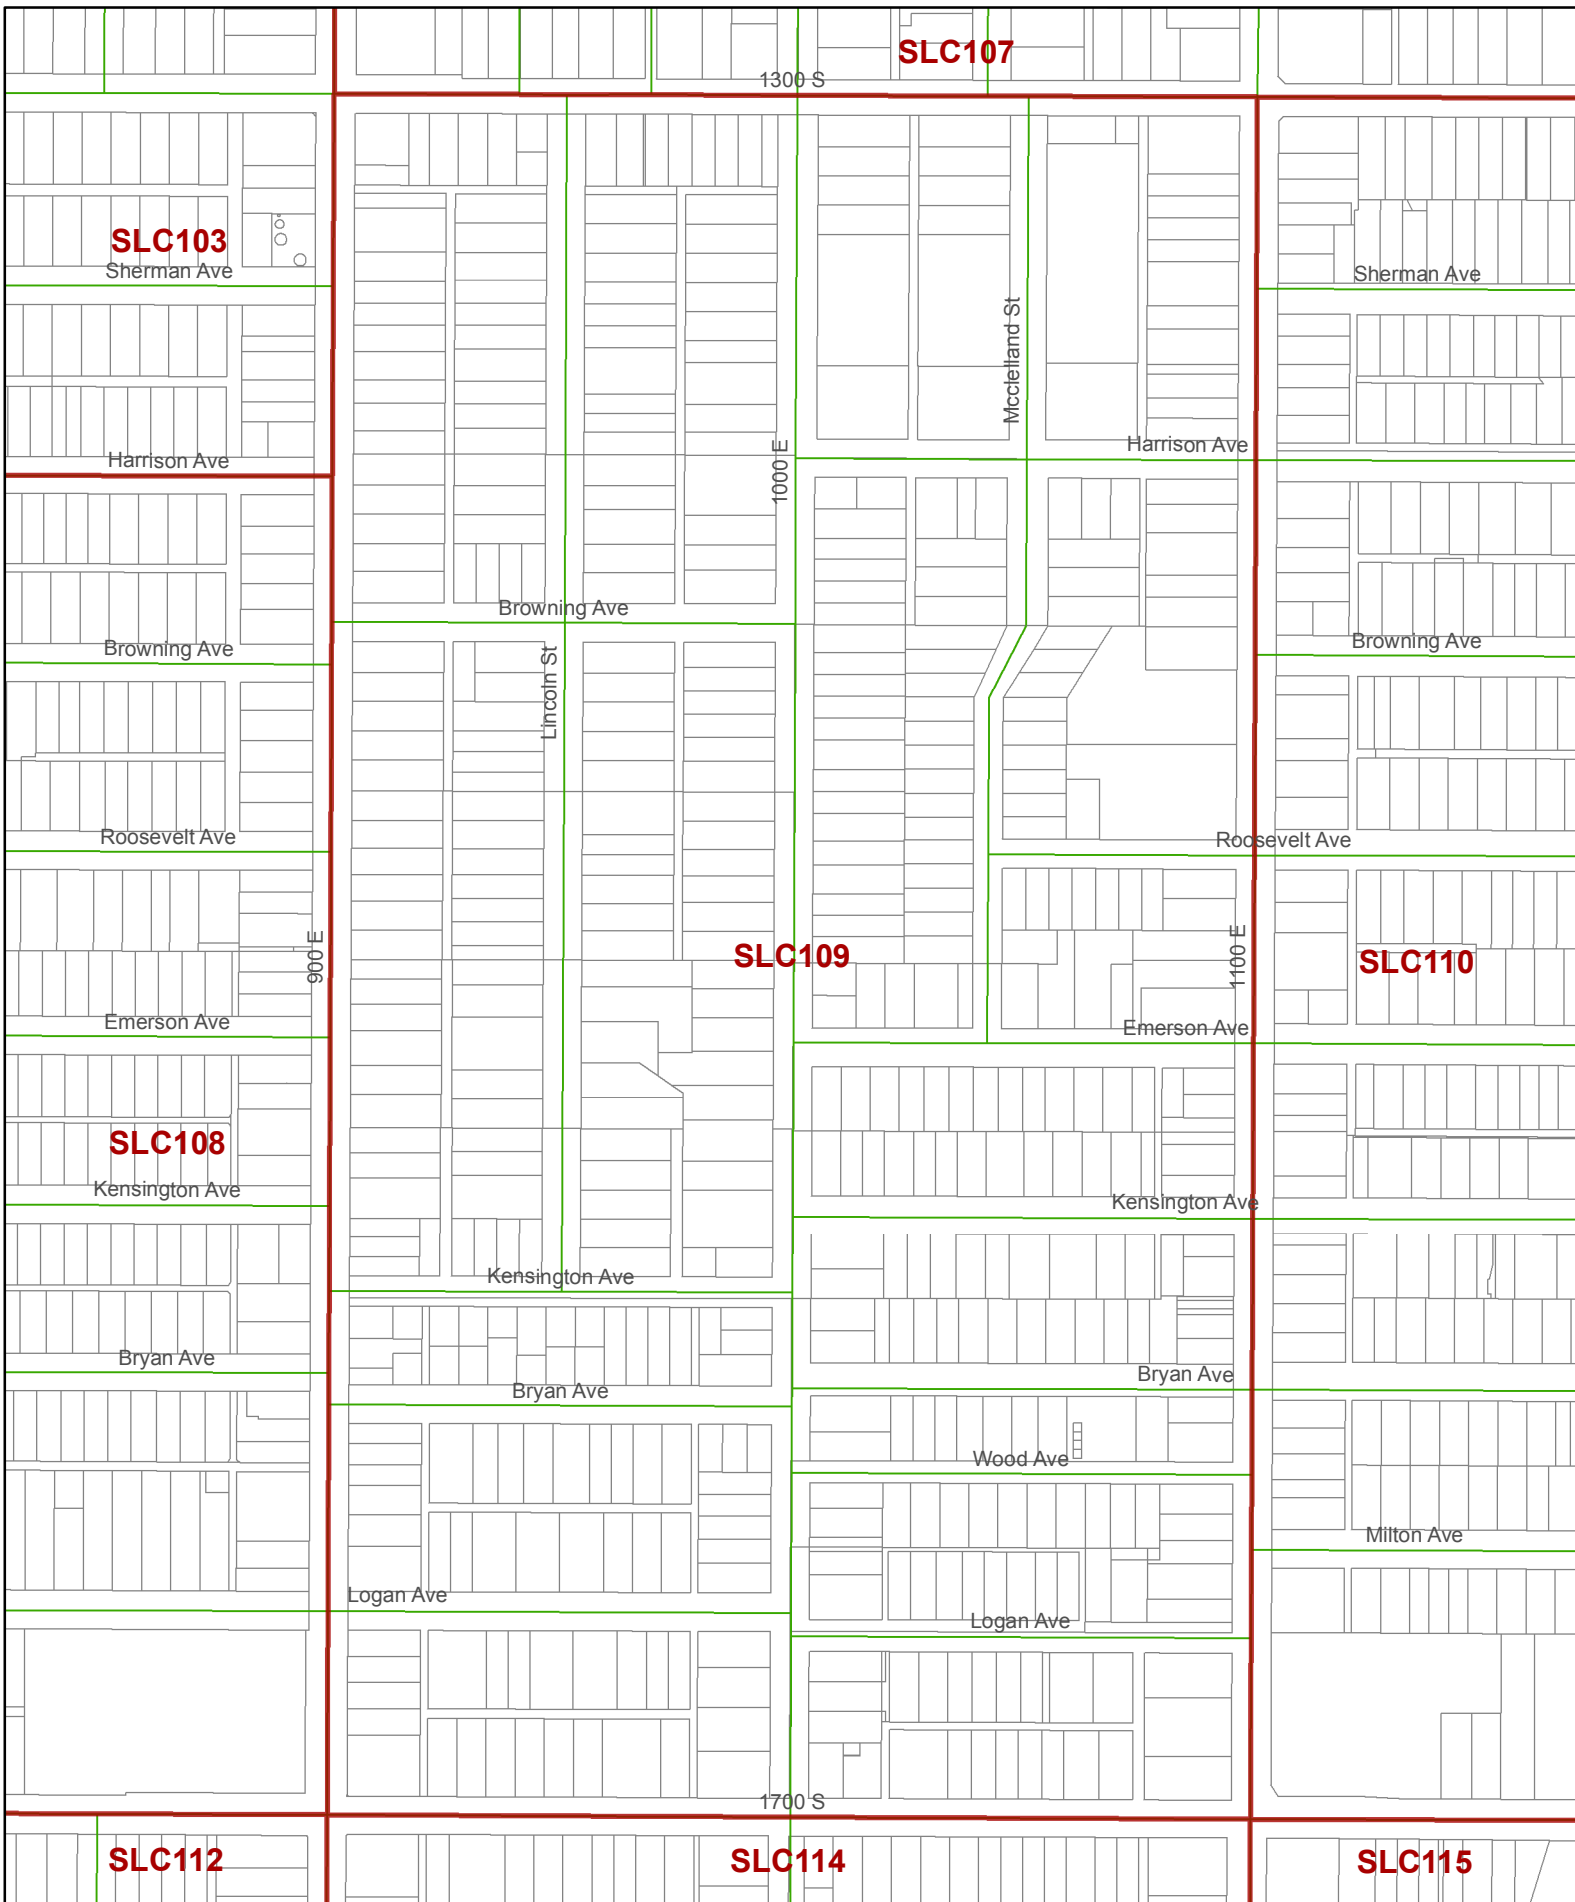 SLC107
1300 S
SLC103
Sherman Ave
Sherman Ave
Mcclelland St
Harrison Ave
Harrison Ave
1000 E
Browning Ave
Browning Ave
Browning Ave
Lincoln St
Roosevelt Ave
Roosevelt Ave
900 E
SLC109
1100 E
SLC110
Emerson Ave
Emerson Ave
SLC108
Kensington Ave
Kensington Ave
Kensington Ave
Bryan Ave
Bryan Ave
Bryan Ave
Wood Ave
Milton Ave
Logan Ave
Logan Ave
1700 S
SLC112
SLC114
SLC115